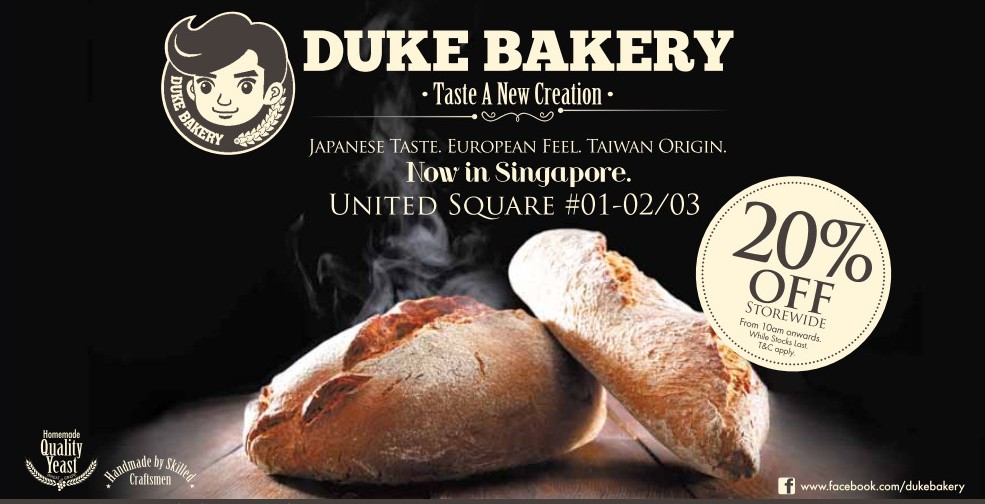 DUKE BAKERY
DUKE BAKERY
• Taste A New Creation •
Japanese Taste. European Feel. Taiwan Origin.
Now in Singapore.
United Square #01-02/03
20%
OFF
STOREWIDE
From 10am onwards.
While Stocks Last.
T&C apply.
Homemade
Quality
Yeast
Handmade by Skilled
Craftsmen
f www.facebook.com/dukebakery